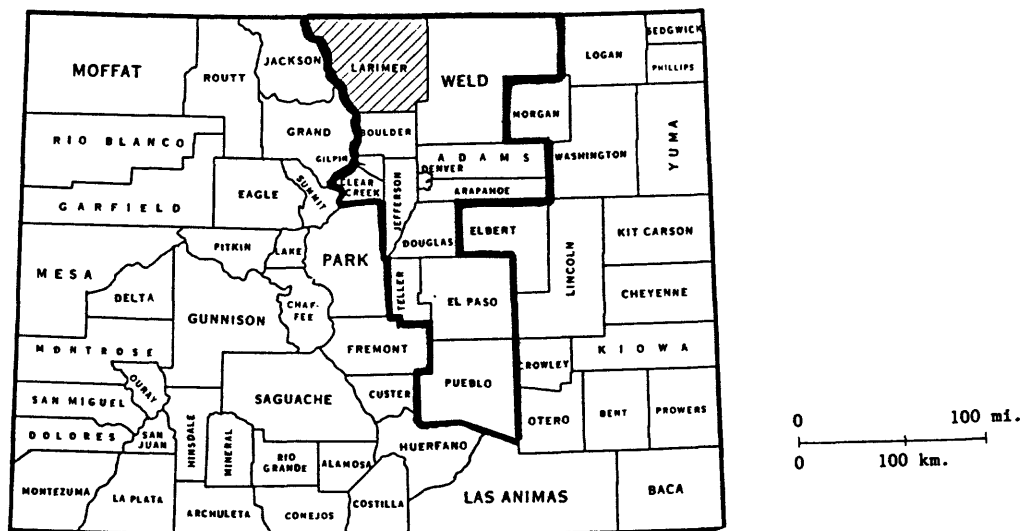 SEDGWICK
LOGAN
PHILLIPS
MOFFAT
ROUTT
JACKSON
LARIMER
WELD
MORGAN
GRAND
BOULDER
RIO BLANCO
GILPIN
ADAMS
DENVER
WASHINGTON
YUMA
EAGLE
SUMMIT
CLEAR
CREEK
JEFFERSON
ARAPAHOE
GARFIELD
PITKIN
LAKE
PARK
DOUGLAS
ELBERT
LINCOLN
KIT CARSON
MESA
DELTA
GUNNISON
CHAF-
FEE
TELLER
EL PASO
CHEYENNE
MONTROSE
FREMONT
CROWLEY
KIOWA
OURAY
SAN MIGUEL
HINSDALE
SAGUACHE
CUSTER
PUEBLO
OTERO
BENT
PROWERS
DOLORES
SAN
JUAN
MINERAL
RIO
GRANDE
ALAMOSA
HUERFANO
MONTEZUMA
LA PLATA
ARCHULETA
CONEJOS
COSTILLA
LAS ANIMAS
BACA
0 100 mi.
0 100 km.